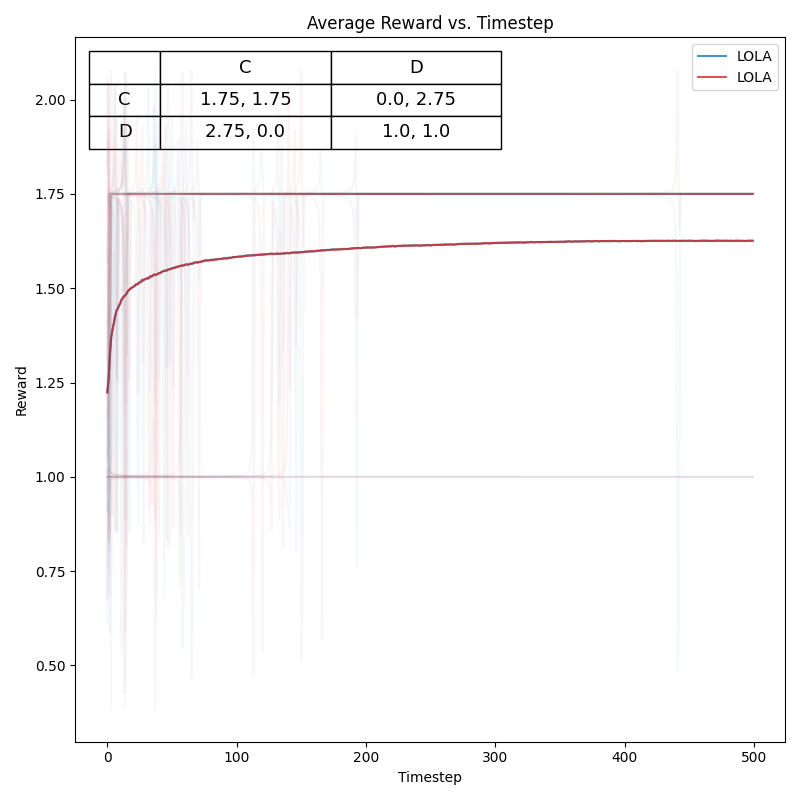 Average Reward vs. Timestep
C D
C 1.75, 1.75 0.0, 2.75
D 2.75, 0.0 1.0, 1.0
LOLA
LOLA
2.00
1.75
1.50
1.25
1.00
0.75
0.50
Reward
0 100 200 300 400 500
Timestep